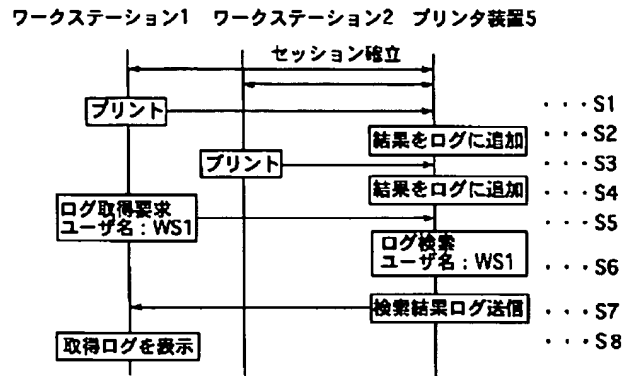 ワークステーション1 ワークステーション2 プリンタ装置5
セッション確立
プリント ・・・S1
結果をログに追加 ・・・S2
プリント ・・・S3
結果をログに追加 ・・・S4
ログ取得要求
ユーザ名：WS1 ・・・S5
ログ検索
ユーザ名：WS1 ・・・S6
検索結果ログ送信 ・・・S7
取得ログを表示 ・・・S8